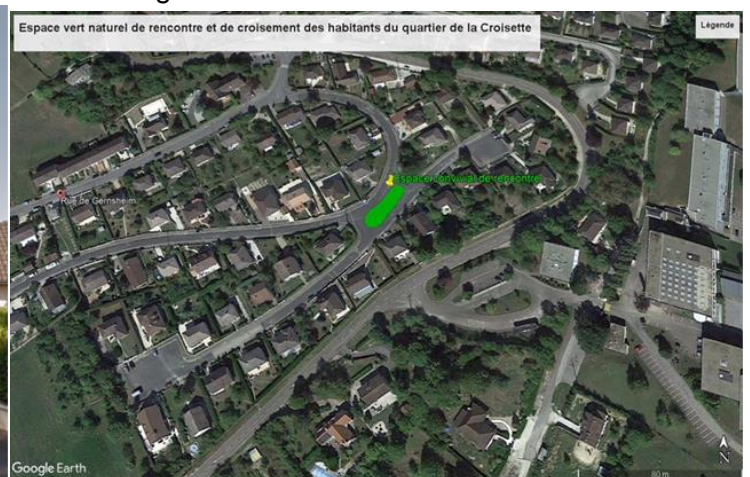 Espace vert naturel de rencontre et de croisement des habitants du quartier de la Croisette
Légende
Espace convivial de rencontre
Rue de Gernsheim
Google Earth
N
80 m